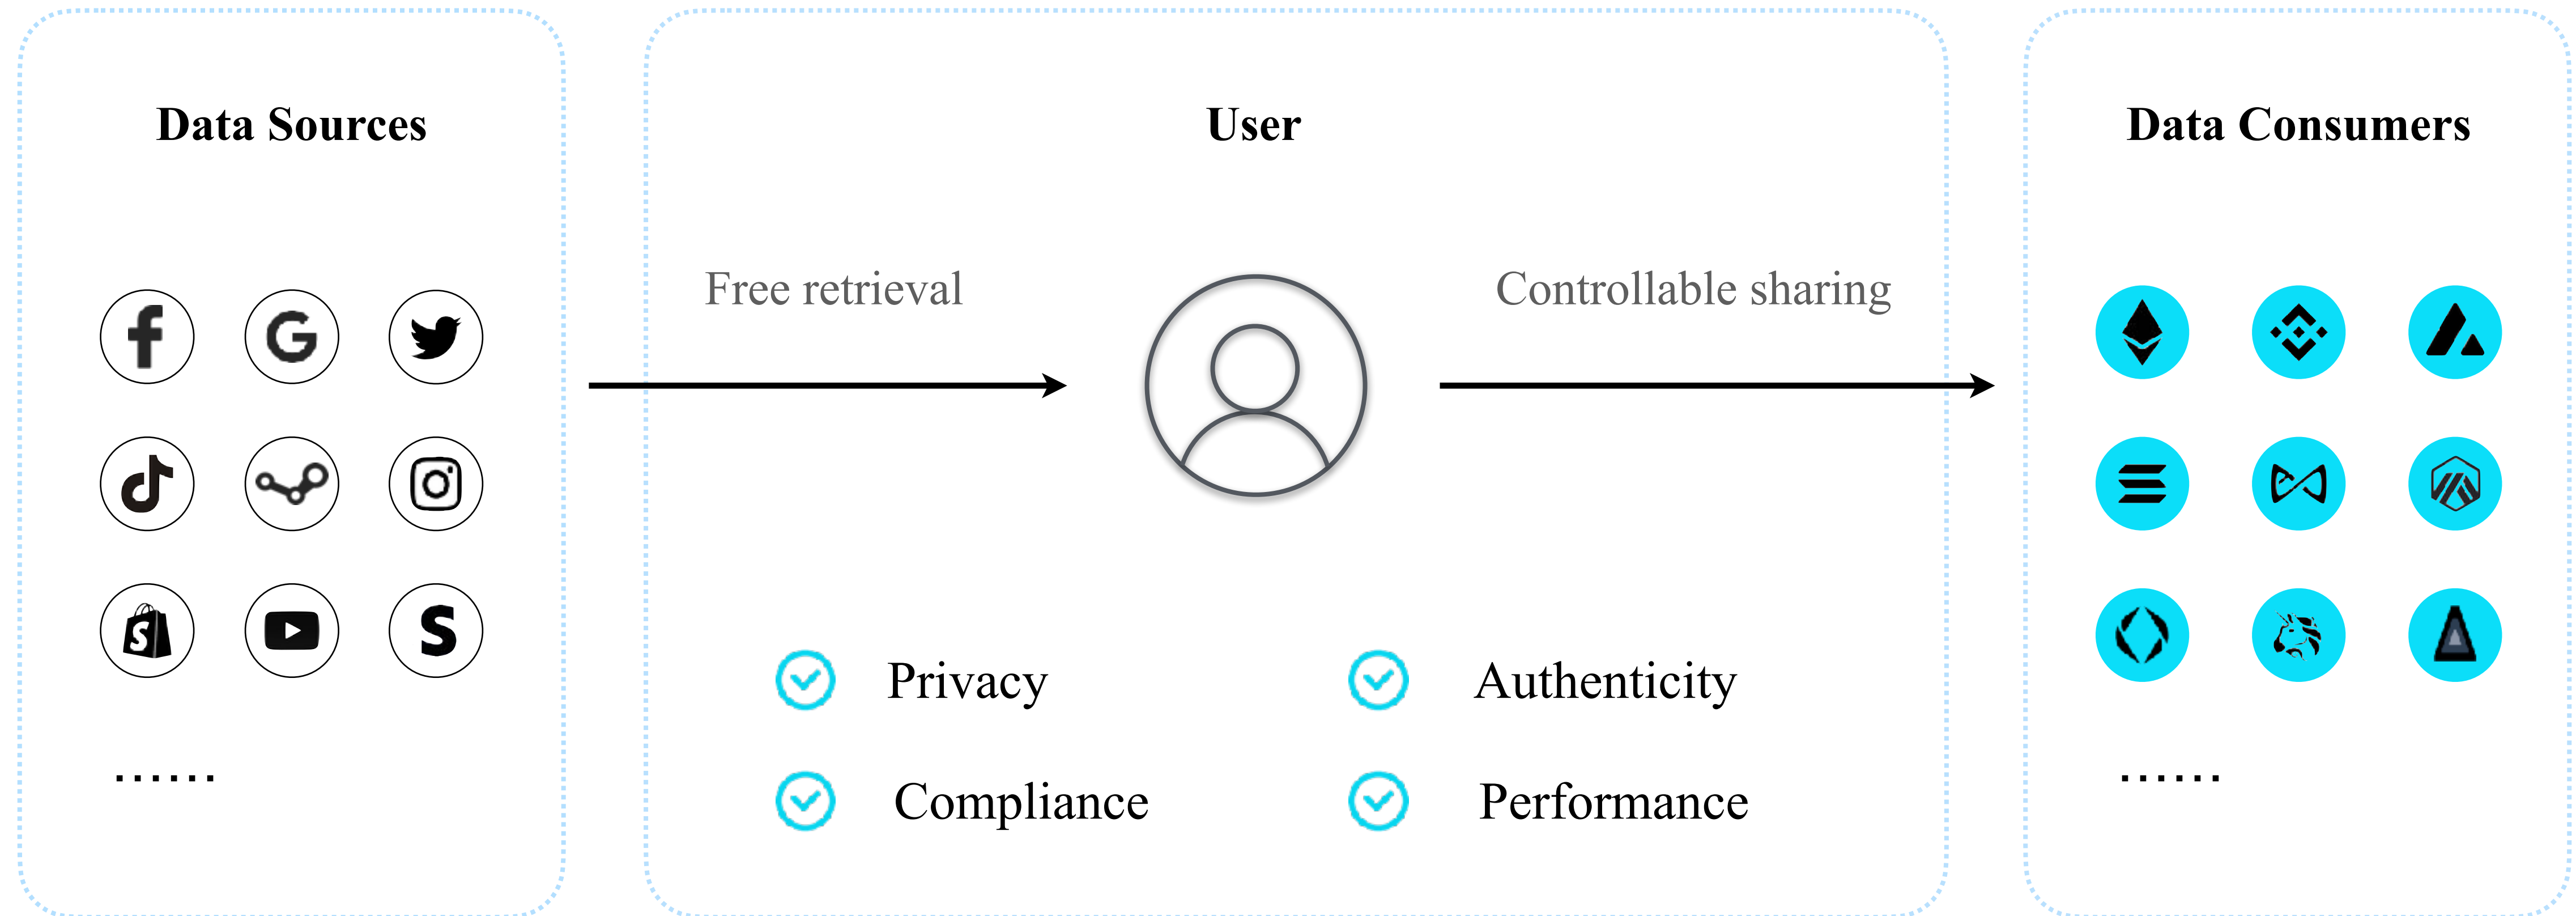 Data Sources
User
Data Consumers
Free retrieval
Controllable sharing
Privacy
Authenticity
Compliance
Performance
......
......